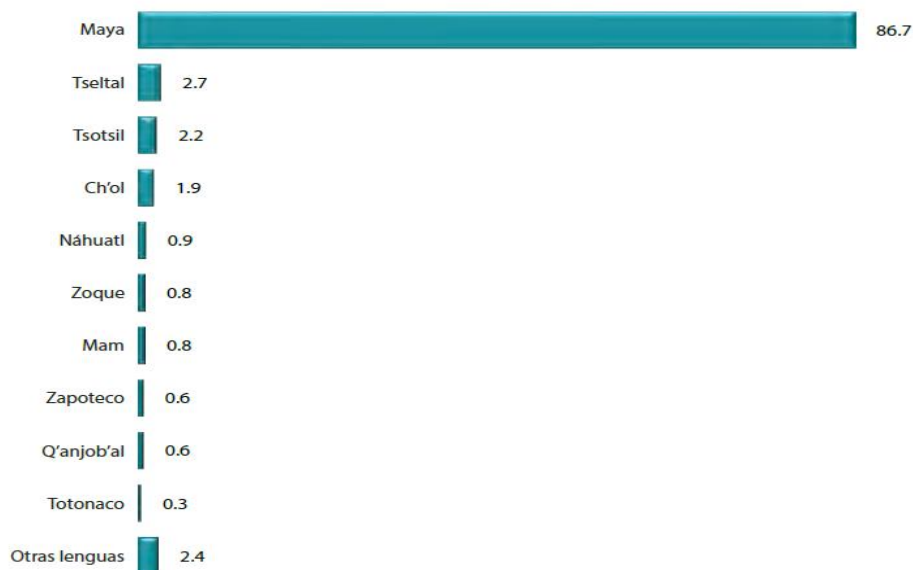 Maya 86.7
Tseltal 2.7
Tsotsil 2.2
Ch'ol 1.9
Náhuatl 0.9
Zoque 0.8
Mam 0.8
Zapoteco 0.6
Q'anjob'al 0.6
Totonaco 0.3
Otras lenguas 2.4